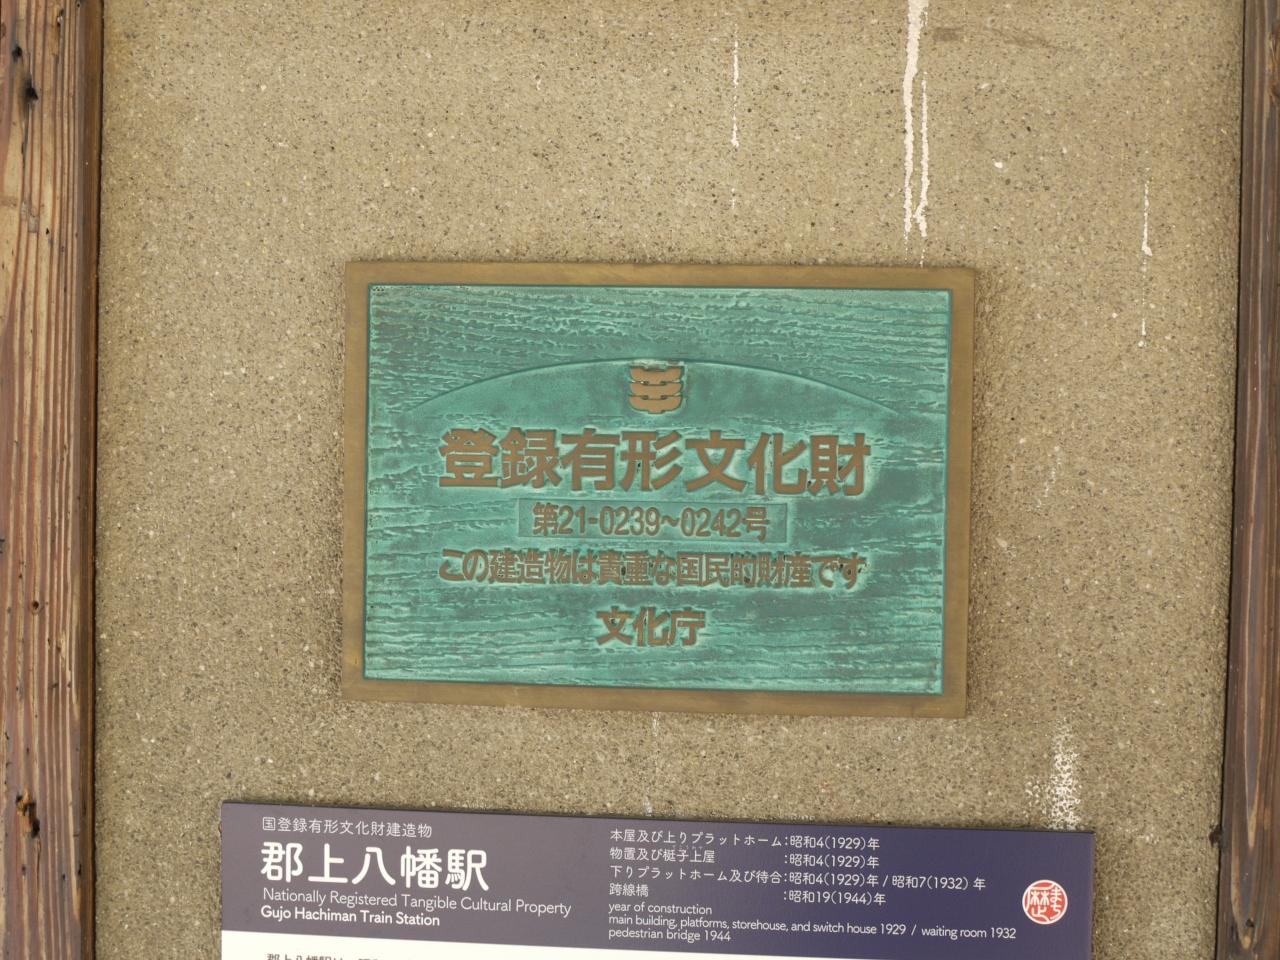 登録有形文化財
第21-0239~0242号
この建造物は貴重な国民的財産です
文化庁
国登録有形文化財建造物
郡上八幡駅
Nationally Registered Tangible Cultural Property
Gujo Hachiman Train Station
本屋及び上りプラットホーム:昭和4(1929)年
物置及び梃子上屋:昭和4(1929)年
下りプラットホーム及び待合:昭和4(1929)年 / 昭和7(1932) 年
跨線橋:昭和19(1944)年
year of construction
main building, platforms, storehouse, and switch house 1929 / waiting room 1932
pedestrian bridge 1944